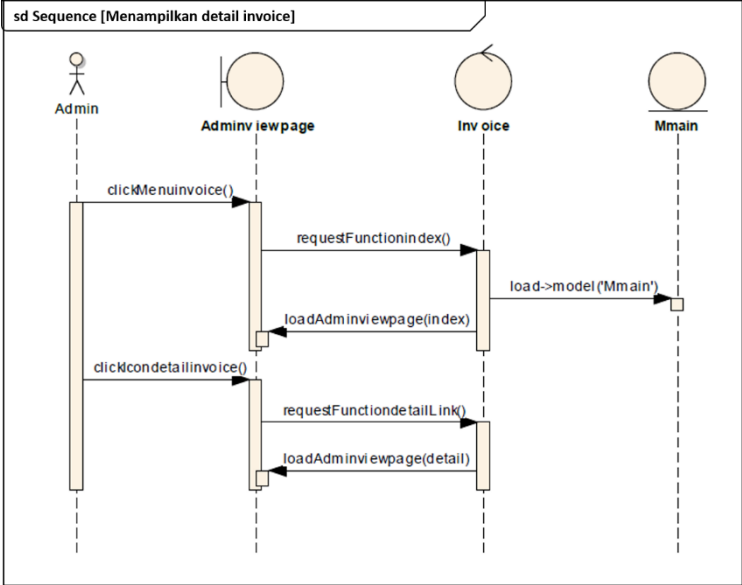 sd Sequence [Menampilkan detail invoice]
Admin
Adminviewpage
Invoice
Mmain
clickMenuinvoice()
requestFunctionindex()
load->model('Mmain')
loadAdminviewpage(index)
clickIcondetailinvoice()
requestFunctiondetailLink()
loadAdminviewpage(detail)